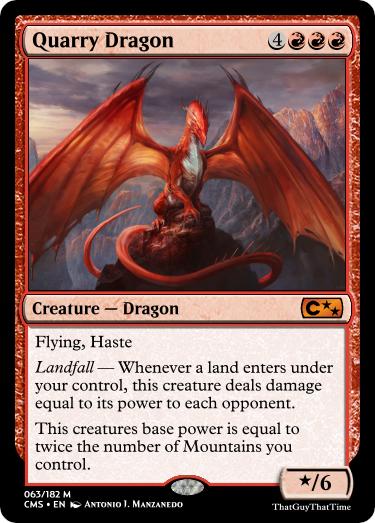 Quarry Dragon 4
Creature — Dragon C
Flying, Haste
Landfall — Whenever a land enters under
your control, this creature deals damage
equal to its power to each opponent.
This creatures base power is equal to
twice the number of Mountains you
control.
*/6
063/182 M
CMS • EN Antonio J. Manzanedo
ThatGuyThatTime